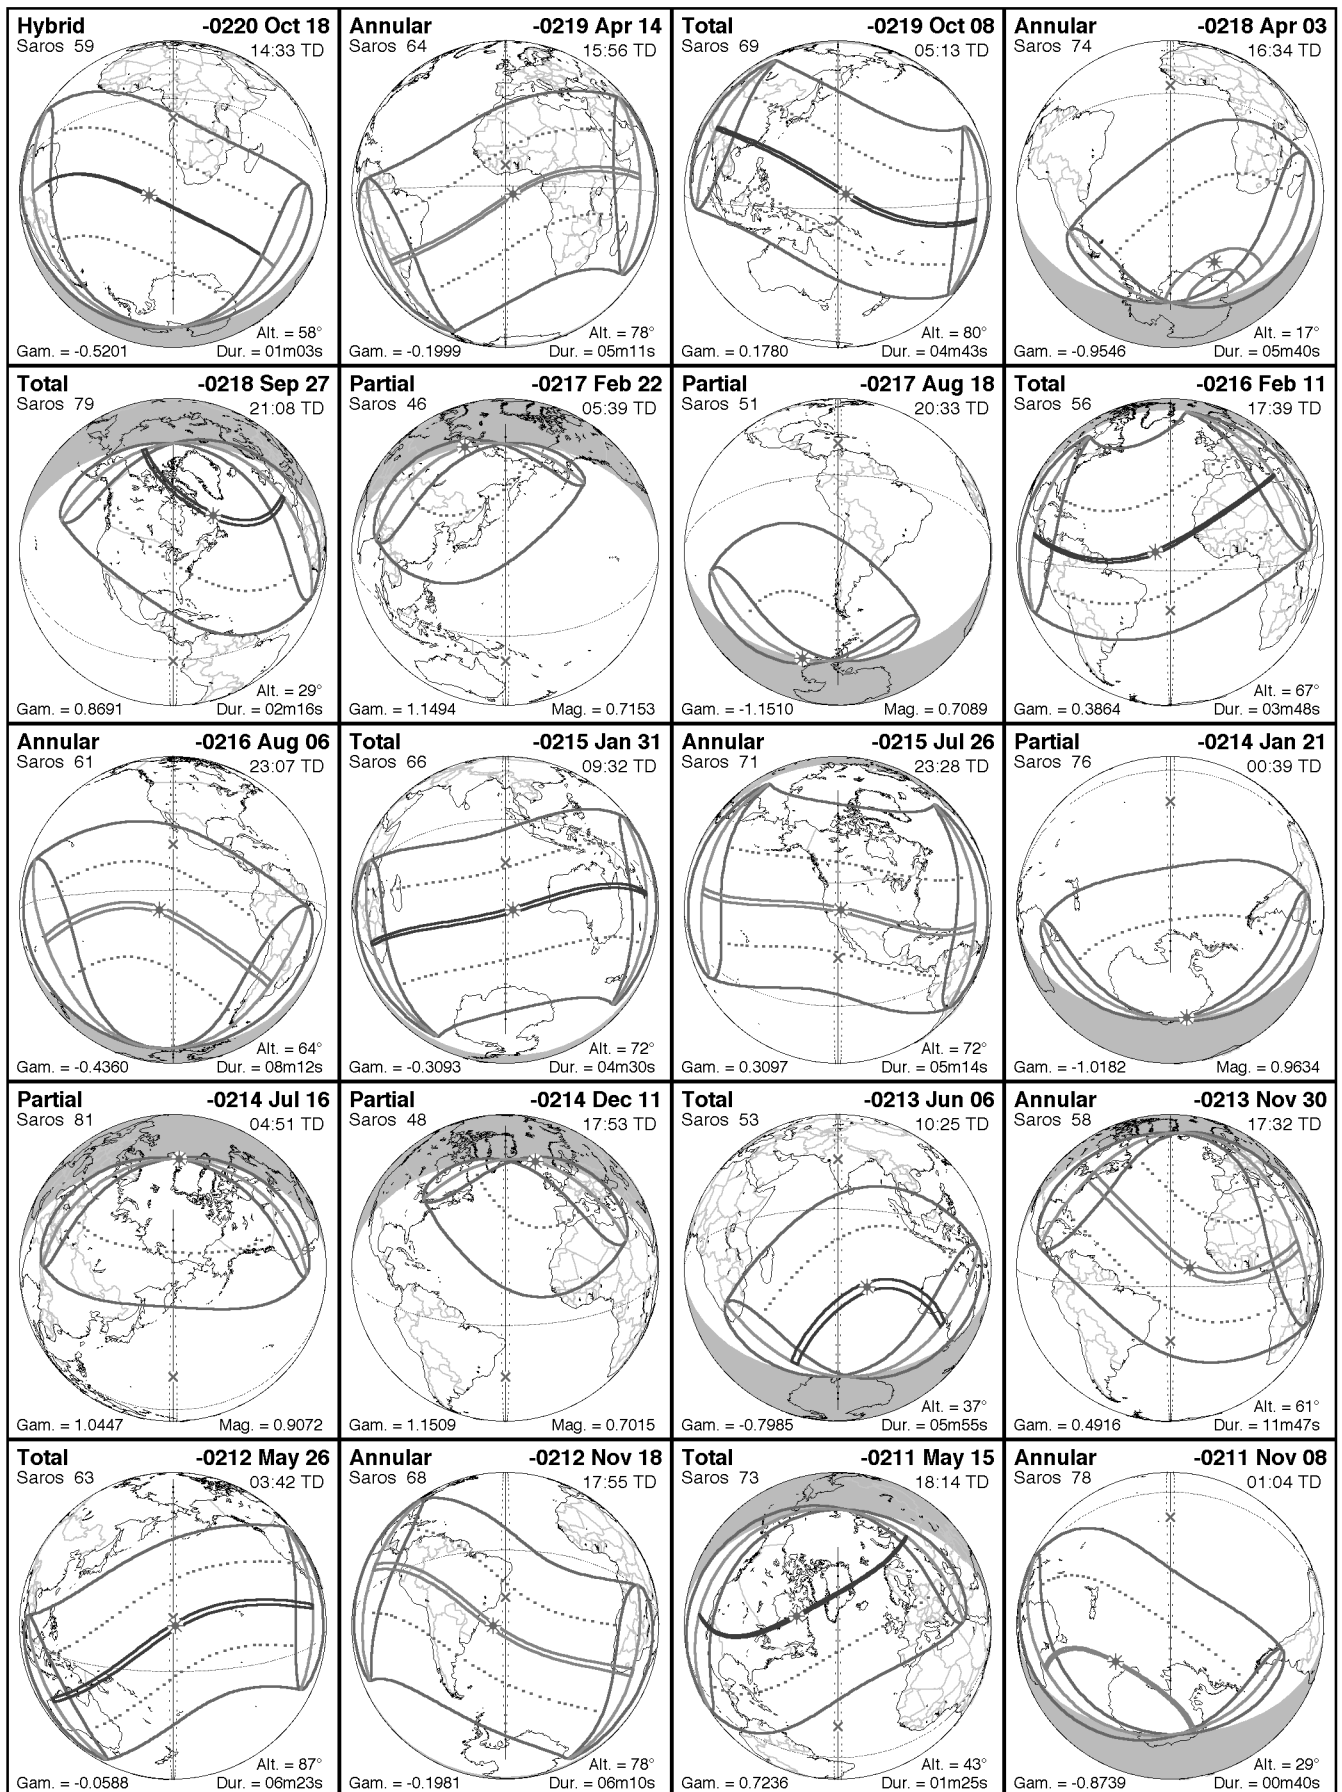 Hybrid -0220 Oct 18
Saros 59 14:33 TD
Alt. = 58°
Gam. = -0.5201 Dur. = 01m03s
Annular -0219 Apr 14
Saros 64 15:56 TD
Alt. = 78°
Gam. = -0.1999 Dur. = 05m11s
Total -0219 Oct 08
Saros 69 05:13 TD
Alt. = 80°
Gam. = 0.1780 Dur. = 04m43s
Annular -0218 Apr 03
Saros 74 16:34 TD
Alt. = 17°
Gam. = -0.9546 Dur. = 05m40s
Total -0218 Sep 27
Saros 79 21:08 TD
Alt. = 29°
Gam. = 0.8691 Dur. = 02m16s
Partial -0217 Feb 22
Saros 46 05:39 TD
Gam. = 1.1494 Mag. = 0.7153
Partial -0217 Aug 18
Saros 51 20:33 TD
Gam. = -1.1510 Mag. = 0.7089
Total -0216 Feb 11
Saros 56 17:39 TD
Alt. = 67°
Gam. = 0.3864 Dur. = 03m48s
Annular -0216 Aug 06
Saros 61 23:07 TD
Alt. = 64°
Gam. = -0.4360 Dur. = 08m12s
Total -0215 Jan 31
Saros 66 09:32 TD
Alt. = 72°
Gam. = -0.3093 Dur. = 04m30s
Annular -0215 Jul 26
Saros 71 23:28 TD
Alt. = 72°
Gam. = 0.3097 Dur. = 05m14s
Partial -0214 Jan 21
Saros 76 00:39 TD
Gam. = -1.0182 Mag. = 0.9634
Partial -0214 Jul 16
Saros 81 04:51 TD
Gam. = 1.0447 Mag. = 0.9072
Partial -0214 Dec 11
Saros 48 17:53 TD
Gam. = 1.1509 Mag. = 0.7015
Total -0213 Jun 06
Saros 53 10:25 TD
Alt. = 37°
Gam. = -0.7985 Dur. = 05m55s
Annular -0213 Nov 30
Saros 58 17:32 TD
Alt. = 61°
Gam. = 0.4916 Dur. = 11m47s
Total -0212 May 26
Saros 63 03:42 TD
Alt. = 87°
Gam. = -0.0588 Dur. = 06m23s
Annular -0212 Nov 18
Saros 68 17:55 TD
Alt. = 78°
Gam. = -0.1981 Dur. = 06m10s
Total -0211 May 15
Saros 73 18:14 TD
Alt. = 43°
Gam. = 0.7236 Dur. = 01m25s
Annular -0211 Nov 08
Saros 78 01:04 TD
Alt. = 29°
Gam. = -0.8739 Dur. = 00m40s